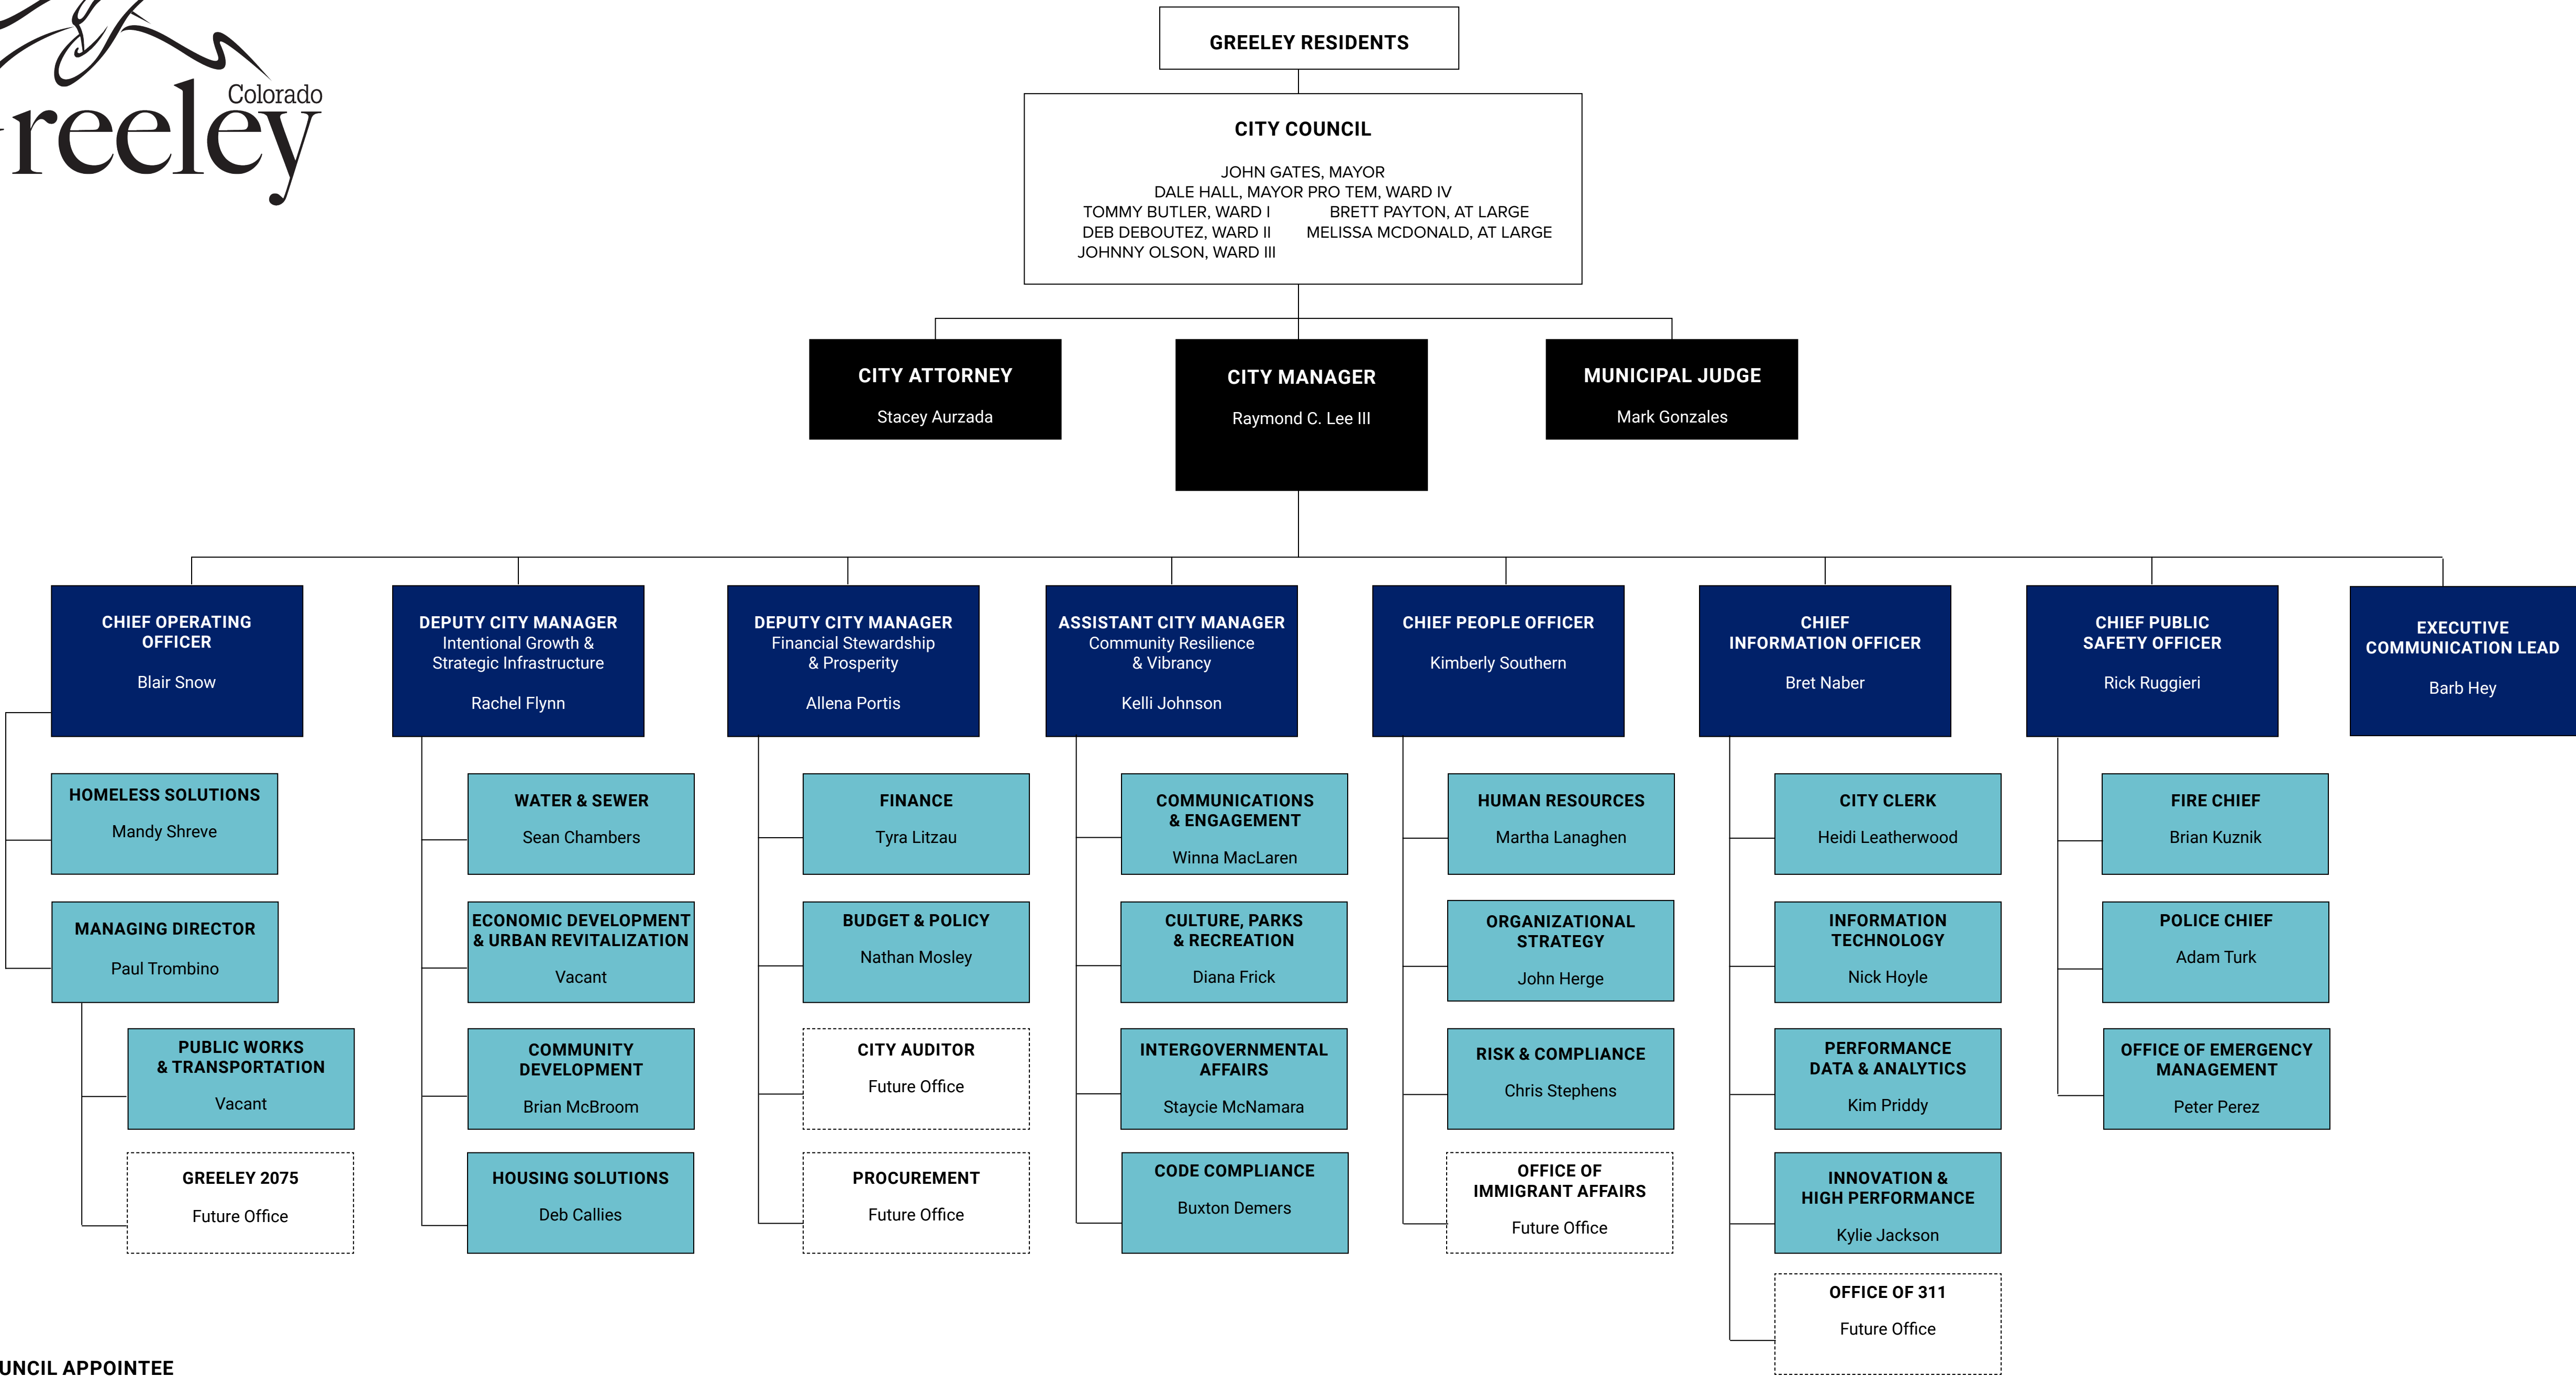 Colorado
reeley
GREELEY RESIDENTS
CITY COUNCIL
JOHN GATES, MAYOR
DALE HALL, MAYOR PRO TEM, WARD IV
TOMMY BUTLER, WARD I
BRETT PAYTON, AT LARGE
DEB DEBOUTEZ, WARD II
MELISSA MCDONALD, AT LARGE
JOHNNY OLSON, WARD III
CITY ATTORNEY
Stacey Aurzada
CITY MANAGER
Raymond C. Lee III
MUNICIPAL JUDGE
Mark Gonzales
CHIEF OPERATING
OFFICER
Blair Snow
DEPUTY CITY MANAGER
Intentional Growth &
Strategic Infrastructure
Rachel Flynn
DEPUTY CITY MANAGER
Financial Stewardship
& Prosperity
Allena Portis
ASSISTANT CITY MANAGER
Community Resilience
& Vibrancy
Kelli Johnson
CHIEF PEOPLE OFFICER
Kimberly Southern
CHIEF
INFORMATION OFFICER
Bret Naber
CHIEF PUBLIC
SAFETY OFFICER
Rick Ruggieri
EXECUTIVE
COMMUNICATION LEAD
Barb Hey
HOMELESS SOLUTIONS
Mandy Shreve
MANAGING DIRECTOR
Paul Trombino
PUBLIC WORKS
& TRANSPORTATION
Vacant
GREELEY 2075
Future Office
WATER & SEWER
Sean Chambers
ECONOMIC DEVELOPMENT
& URBAN REVITALIZATION
Vacant
COMMUNITY
DEVELOPMENT
Brian McBroom
HOUSING SOLUTIONS
Deb Callies
FINANCE
Tyra Litzau
BUDGET & POLICY
Nathan Mosley
CITY AUDITOR
Future Office
PROCUREMENT
Future Office
COMMUNICATIONS
& ENGAGEMENT
Winna MacLaren
CULTURE, PARKS
& RECREATION
Diana Frick
INTERGOVERNMENTAL
AFFAIRS
Staycie McNamara
CODE COMPLIANCE
Buxton Demers
HUMAN RESOURCES
Martha Lanaghen
ORGANIZATIONAL
STRATEGY
John Herge
RISK & COMPLIANCE
Chris Stephens
OFFICE OF
IMMIGRANT AFFAIRS
Future Office
CITY CLERK
Heidi Leatherwood
INFORMATION
TECHNOLOGY
Nick Hoyle
PERFORMANCE
DATA & ANALYTICS
Kim Priddy
INNOVATION &
HIGH PERFORMANCE
Kylie Jackson
OFFICE OF 311
Future Office
FIRE CHIEF
Brian Kuznik
POLICE CHIEF
Adam Turk
OFFICE OF EMERGENCY
MANAGEMENT
Peter Perez
UNCIL APPOINTEE